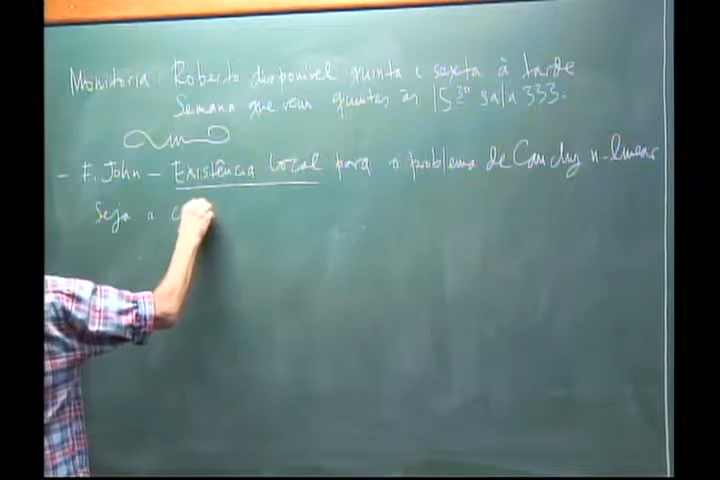 Monitoria Roberto disponível quinta e sexta à tarde
Semana que vem quintas às 15 30 sala 333.
- F. John - Existência local para o problema de Cauchy n-linear
Seja a c